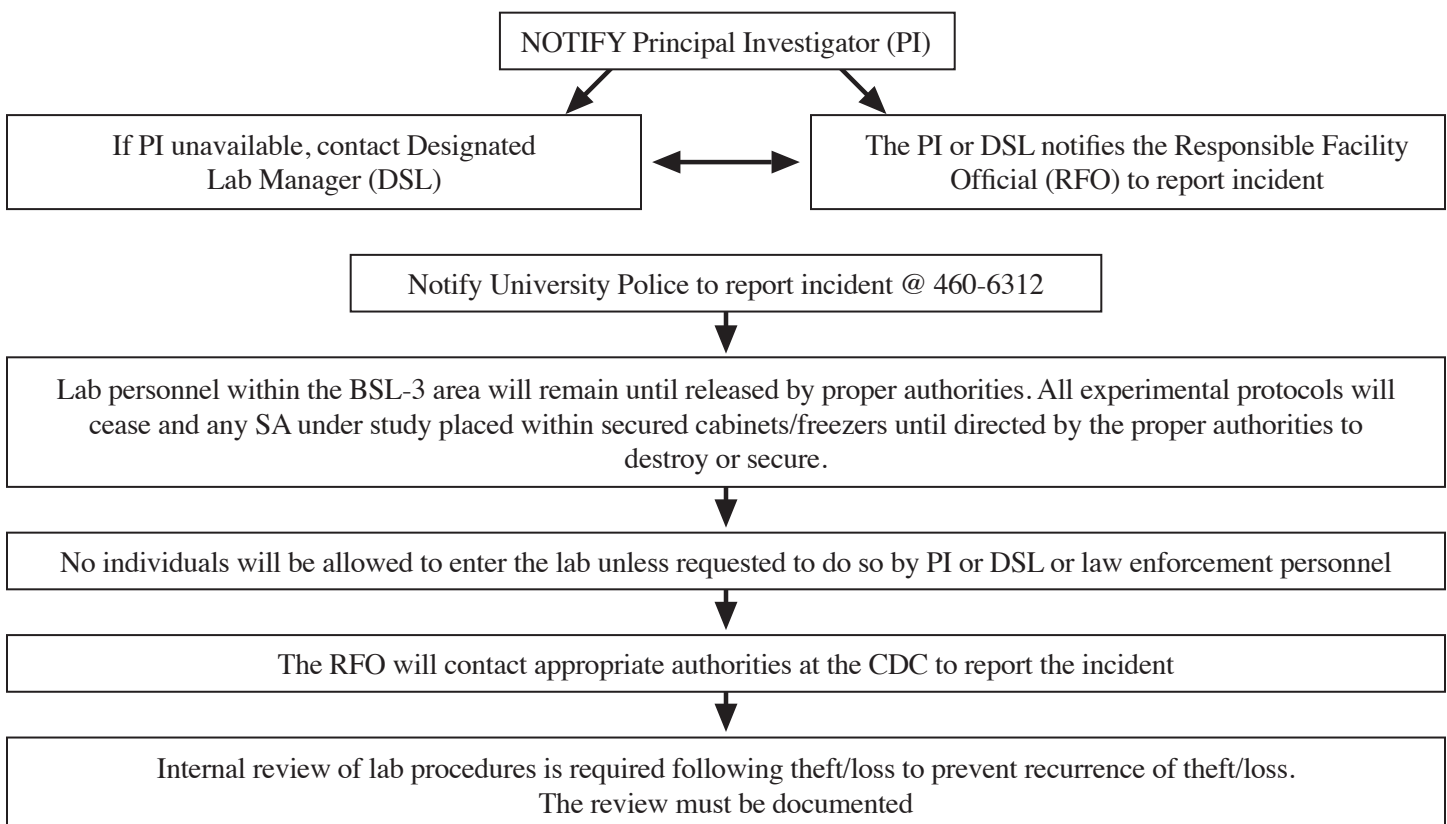 NOTIFY Principal Investigator (PI)
If PI unavailable, contact Designated
Lab Manager (DSL)
The PI or DSL notifies the Responsible Facility
Official (RFO) to report incident
Notify University Police to report incident @ 460-6312
Lab personnel within the BSL-3 area will remain until released by proper authorities. All experimental protocols will
cease and any SA under study placed within secured cabinets/freezers until directed by the proper authorities to
destroy or secure.
No individuals will be allowed to enter the lab unless requested to do so by PI or DSL or law enforcement personnel
The RFO will contact appropriate authorities at the CDC to report the incident
Internal review of lab procedures is required following theft/loss to prevent recurrence of theft/loss.
The review must be documented